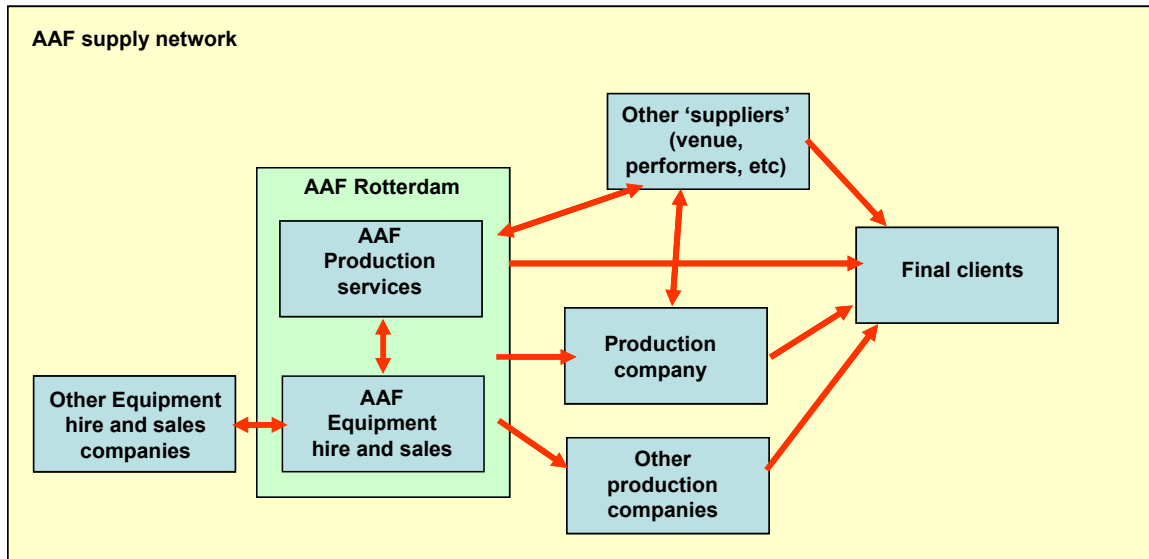 AAF supply network
Other ‘suppliers’
(venue,
performers, etc)
AAF Rotterdam
AAF
Production
services
Final clients
Production
company
Other Equipment
hire and sales
companies
AAF
Equipment
hire and sales
Other
production
companies